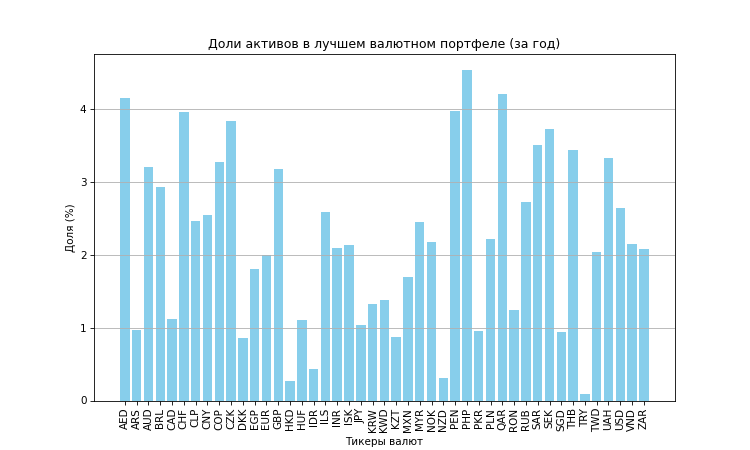 Доли активов в лучшем валютном портфеле (за год)
Доля (%)
4
3
2
1
0
AED
ARS
AUD
BRL
CAD
CHF
CLP
CNY
COP
CZK
DKK
EGP
EUR
GBP
HKD
HUF
IDR
ILS
INR
ISK
JPY
KRW
KWD
KZT
MXN
MYR
NOK
NZD
PEN
PHP
PKR
PLN
QAR
RON
RUB
SAR
SEK
SGD
THB
TRY
TWD
UAH
USD
VND
ZAR
Тикеры валют